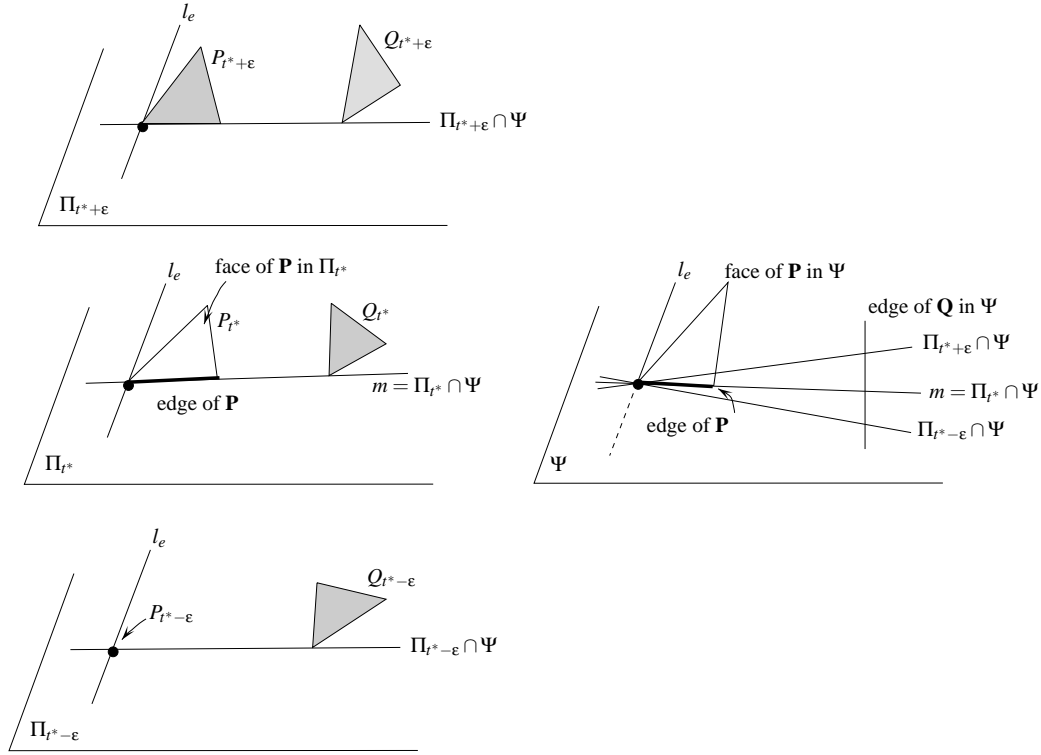 l_e
P_{t*+ε}
Q_{t*+ε}
Π_{t*+ε} ∩ Ψ
Π_{t*+ε}
face of P in Π_{t*}
l_e
P_{t*}
Q_{t*}
m = Π_{t*} ∩ Ψ
edge of P
Π_{t*}
l_e
face of P in Ψ
edge of Q in Ψ
Π_{t*+ε} ∩ Ψ
m = Π_{t*} ∩ Ψ
edge of P
Π_{t*−ε} ∩ Ψ
Ψ
l_e
Q_{t*−ε}
P_{t*−ε}
Π_{t*−ε} ∩ Ψ
Π_{t*−ε}